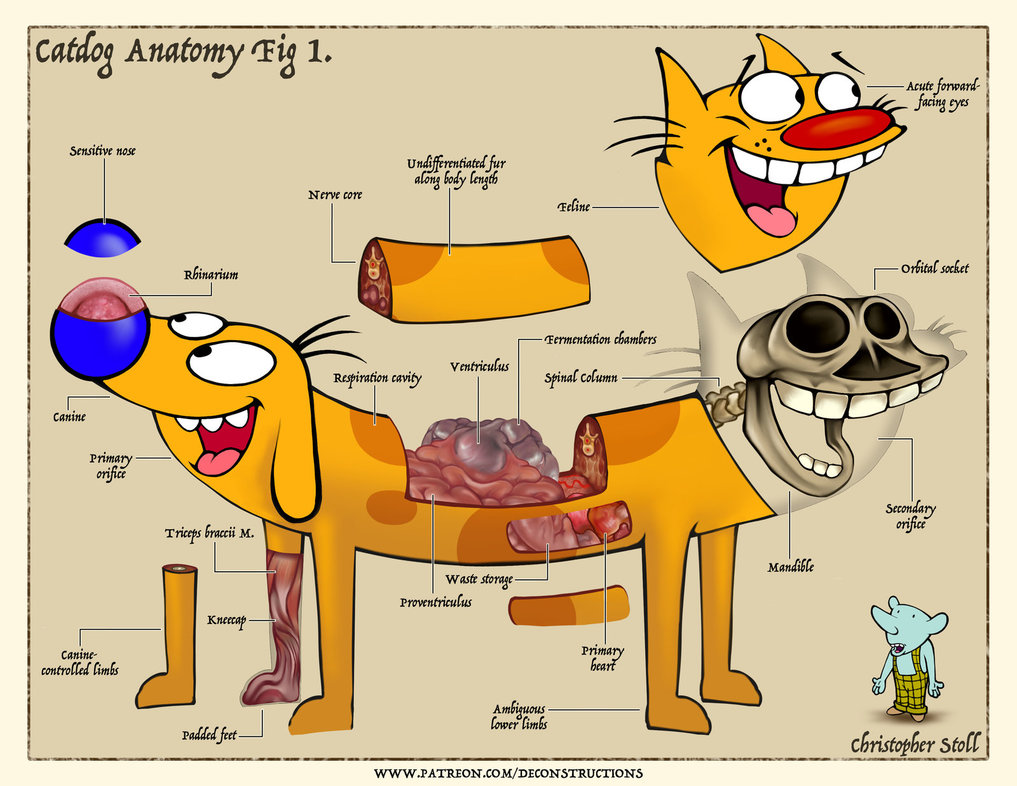 Catdog Anatomy Fig 1.
Acute forward-
facing eyes
Sensitive nose
Undifferentiated fur
along body length
Nerve core
Feline
Rhinarium
Orbital socket
Fermentation chambers
Ventriculus
Respiration cavity
Spinal Column
Canine
Primary
orifice
Secondary
orifice
Triceps braccii M.
Mandible
Waste storage
Proventriculus
Kneecap
Canine-
controlled limbs
Primary
heart
Ambiguous
lower limbs
Padded feet
Christopher Stoll
WWW.PATREON.COM/DECONSTRUCTIONS